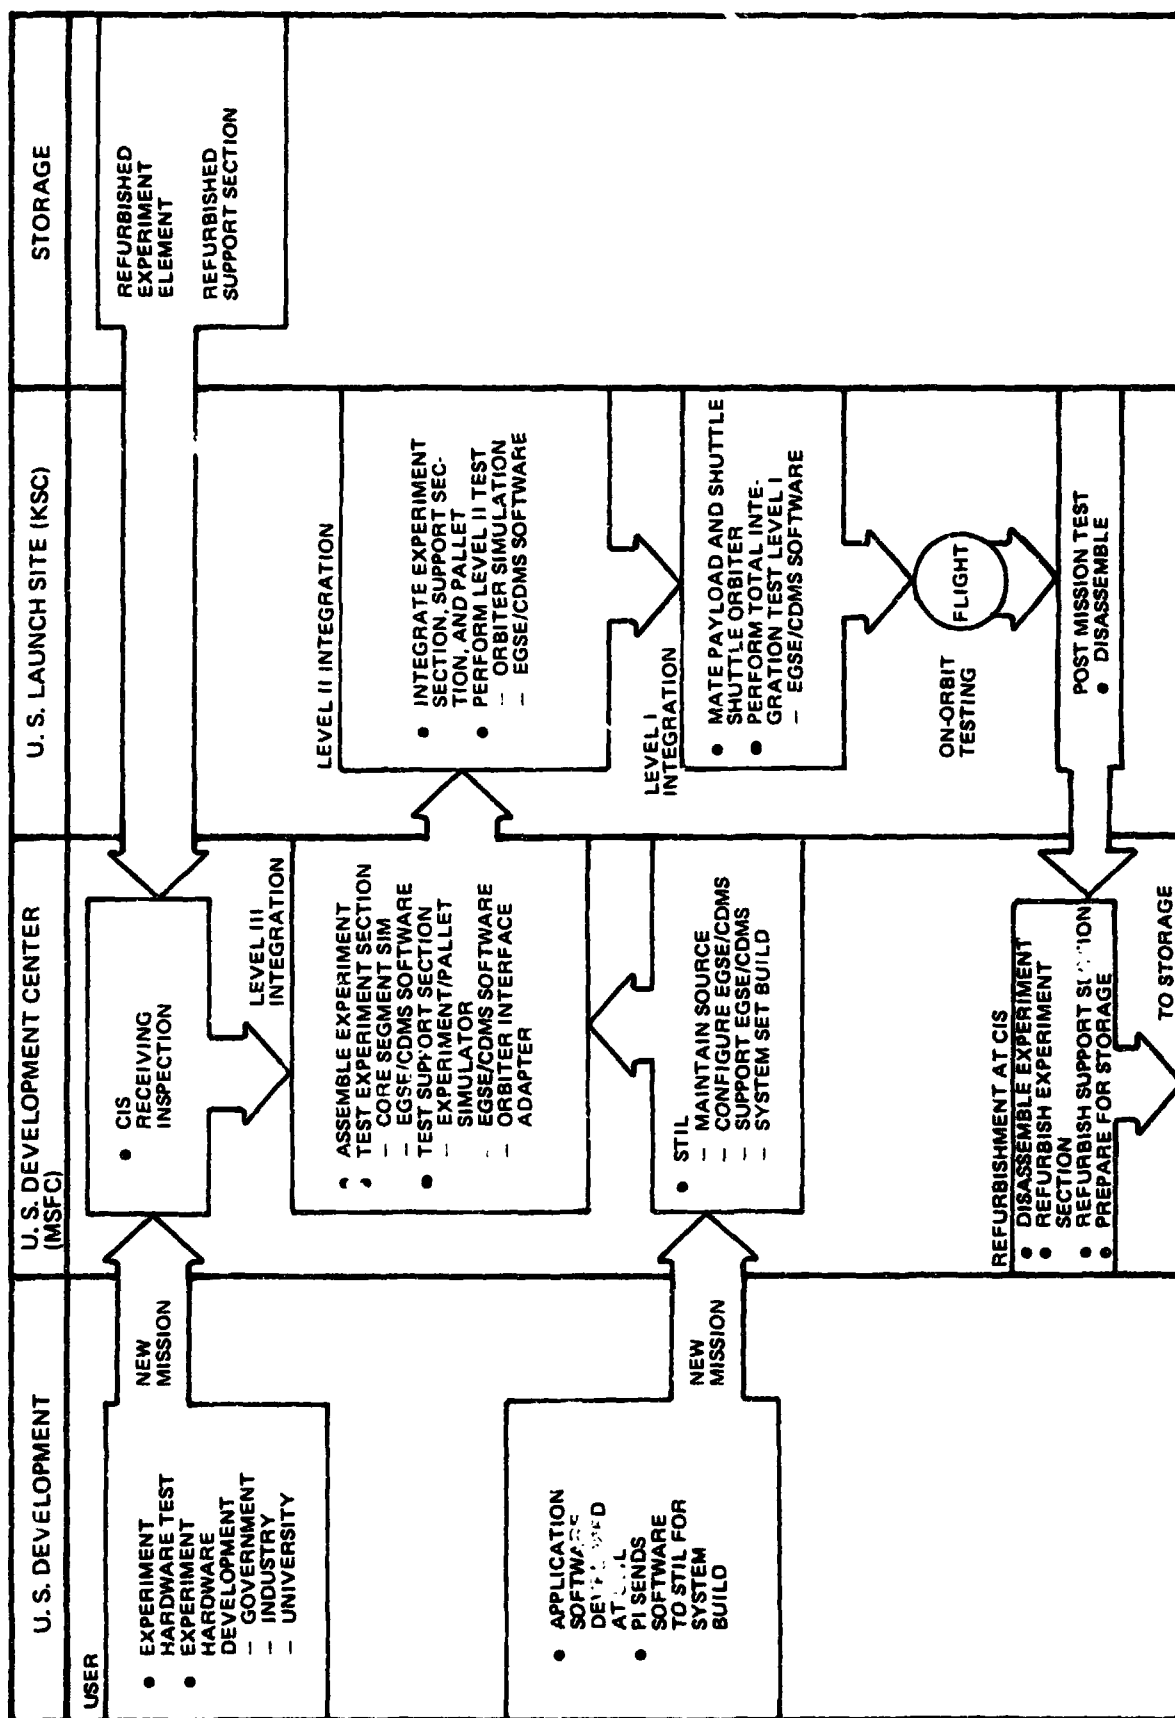 U. S. DEVELOPMENT
USER
● EXPERIMENT
HARDWARE TEST
● EXPERIMENT
HARDWARE
DEVELOPMENT
– GOVERNMENT
– INDUSTRY
– UNIVERSITY
NEW
MISSION
● APPLICATION
SOFTWARE
AT
● PI SENDS
SOFTWARE
TO STIL FOR
SYSTEM
BUILD
NEW
MISSION
U. S. DEVELOPMENT CENTER
(MSFC)
● CIS
RECEIVING
INSPECTION
LEVEL III
INTEGRATION
● ASSEMBLE EXPERIMENT
● TEST EXPERIMENT SECTION
– CORE SEGMENT SIM
– EGSE/CDMS SOFTWARE
● TEST SUPPORT SECTION
– EXPERIMENT/PALLET
SIMULATOR
– EGSE/CDMS SOFTWARE
– ORBITER INTERFACE
ADAPTER
● STIL
– MAINTAIN SOURCE
– CONFIGURE EGSE/CDMS
– SUPPORT EGSE/CDMS
– SYSTEM SET BUILD
REFURBISHMENT AT CIS
● DISASSEMBLE EXPERIMENT
● REFURBISH EXPERIMENT
SECTION
● REFURBISH SUPPORT SECTION
● PREPARE FOR STORAGE
TO STORAGE
U. S. LAUNCH SITE (KSC)
LEVEL II INTEGRATION
● INTEGRATE EXPERIMENT
SECTION, SUPPORT SEC-
TION, AND PALLET
● PERFORM LEVEL II TEST
– ORBITER SIMULATION
– EGSE/CDMS SOFTWARE
LEVEL I
INTEGRATION
● MATE PAYLOAD AND SHUTTLE
SHUTTLE ORBITER
● PERFORM TOTAL INTE-
GRATION TEST LEVEL I
– EGSE/CDMS SOFTWARE
FLIGHT
ON-ORBIT
TESTING
POST MISSION TEST
● DISASSEMBLE
STORAGE
REFURBISHED
EXPERIMENT
ELEMENT
REFURBISHED
SUPPORT SECTION